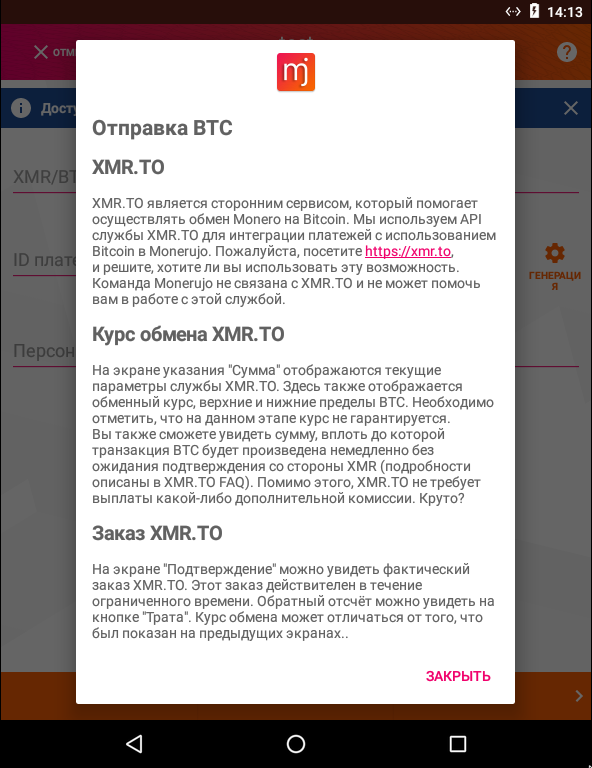 14:13
test
ОТМ
Досту
XMR/BT
ID плате
ГЕНЕРАЦИ
Я
Персон
mj
Отправка BTC
XMR.TO
XMR.TO является сторонним сервисом, который помогает
осуществлять обмен Monero на Bitcoin. Мы используем API
службы XMR.TO для интеграции платежей с использованием
Bitcoin в Monerujo. Пожалуйста, посетите https://xmr.to,
и решите, хотите ли вы использовать эту возможность.
Команда Monerujo не связана с XMR.TO и не может помочь
вам в работе с этой службой.
Курс обмена XMR.TO
На экране указания "Сумма" отображаются текущие
параметры службы XMR.TO. Здесь также отображается
обменный курс, верхние и нижние пределы BTC. Необходимо
отметить, что на данном этапе курс не гарантируется.
Вы также сможете увидеть сумму, вплоть до которой
транзакция BTC будет произведена немедленно без
ожидания подтверждения со стороны XMR (подробности
описаны в XMR.TO FAQ). Помимо этого, XMR.TO не требует
выплаты какой-либо дополнительной комиссии. Круто?
Заказ XMR.TO
На экране "Подтверждение" можно увидеть фактический
заказ XMR.TO. Этот заказ действителен в течение
ограниченного времени. Обратный отсчёт можно увидеть на
кнопке "Трата". Курс обмена может отличаться от того, что
был показан на предыдущих экранах..
ЗАКРЫТЬ